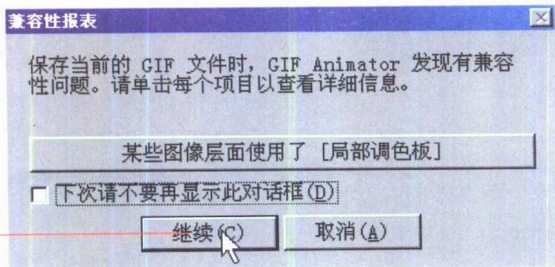 兼容性报表
保存当前的 GIF 文件时，GIF Animator 发现有兼容
性问题。请单击每个项目以查看详细信息。
某些图像层面使用了 [局部调色板]
下次请不要再显示此对话框(D)
继续(C) 取消(A)